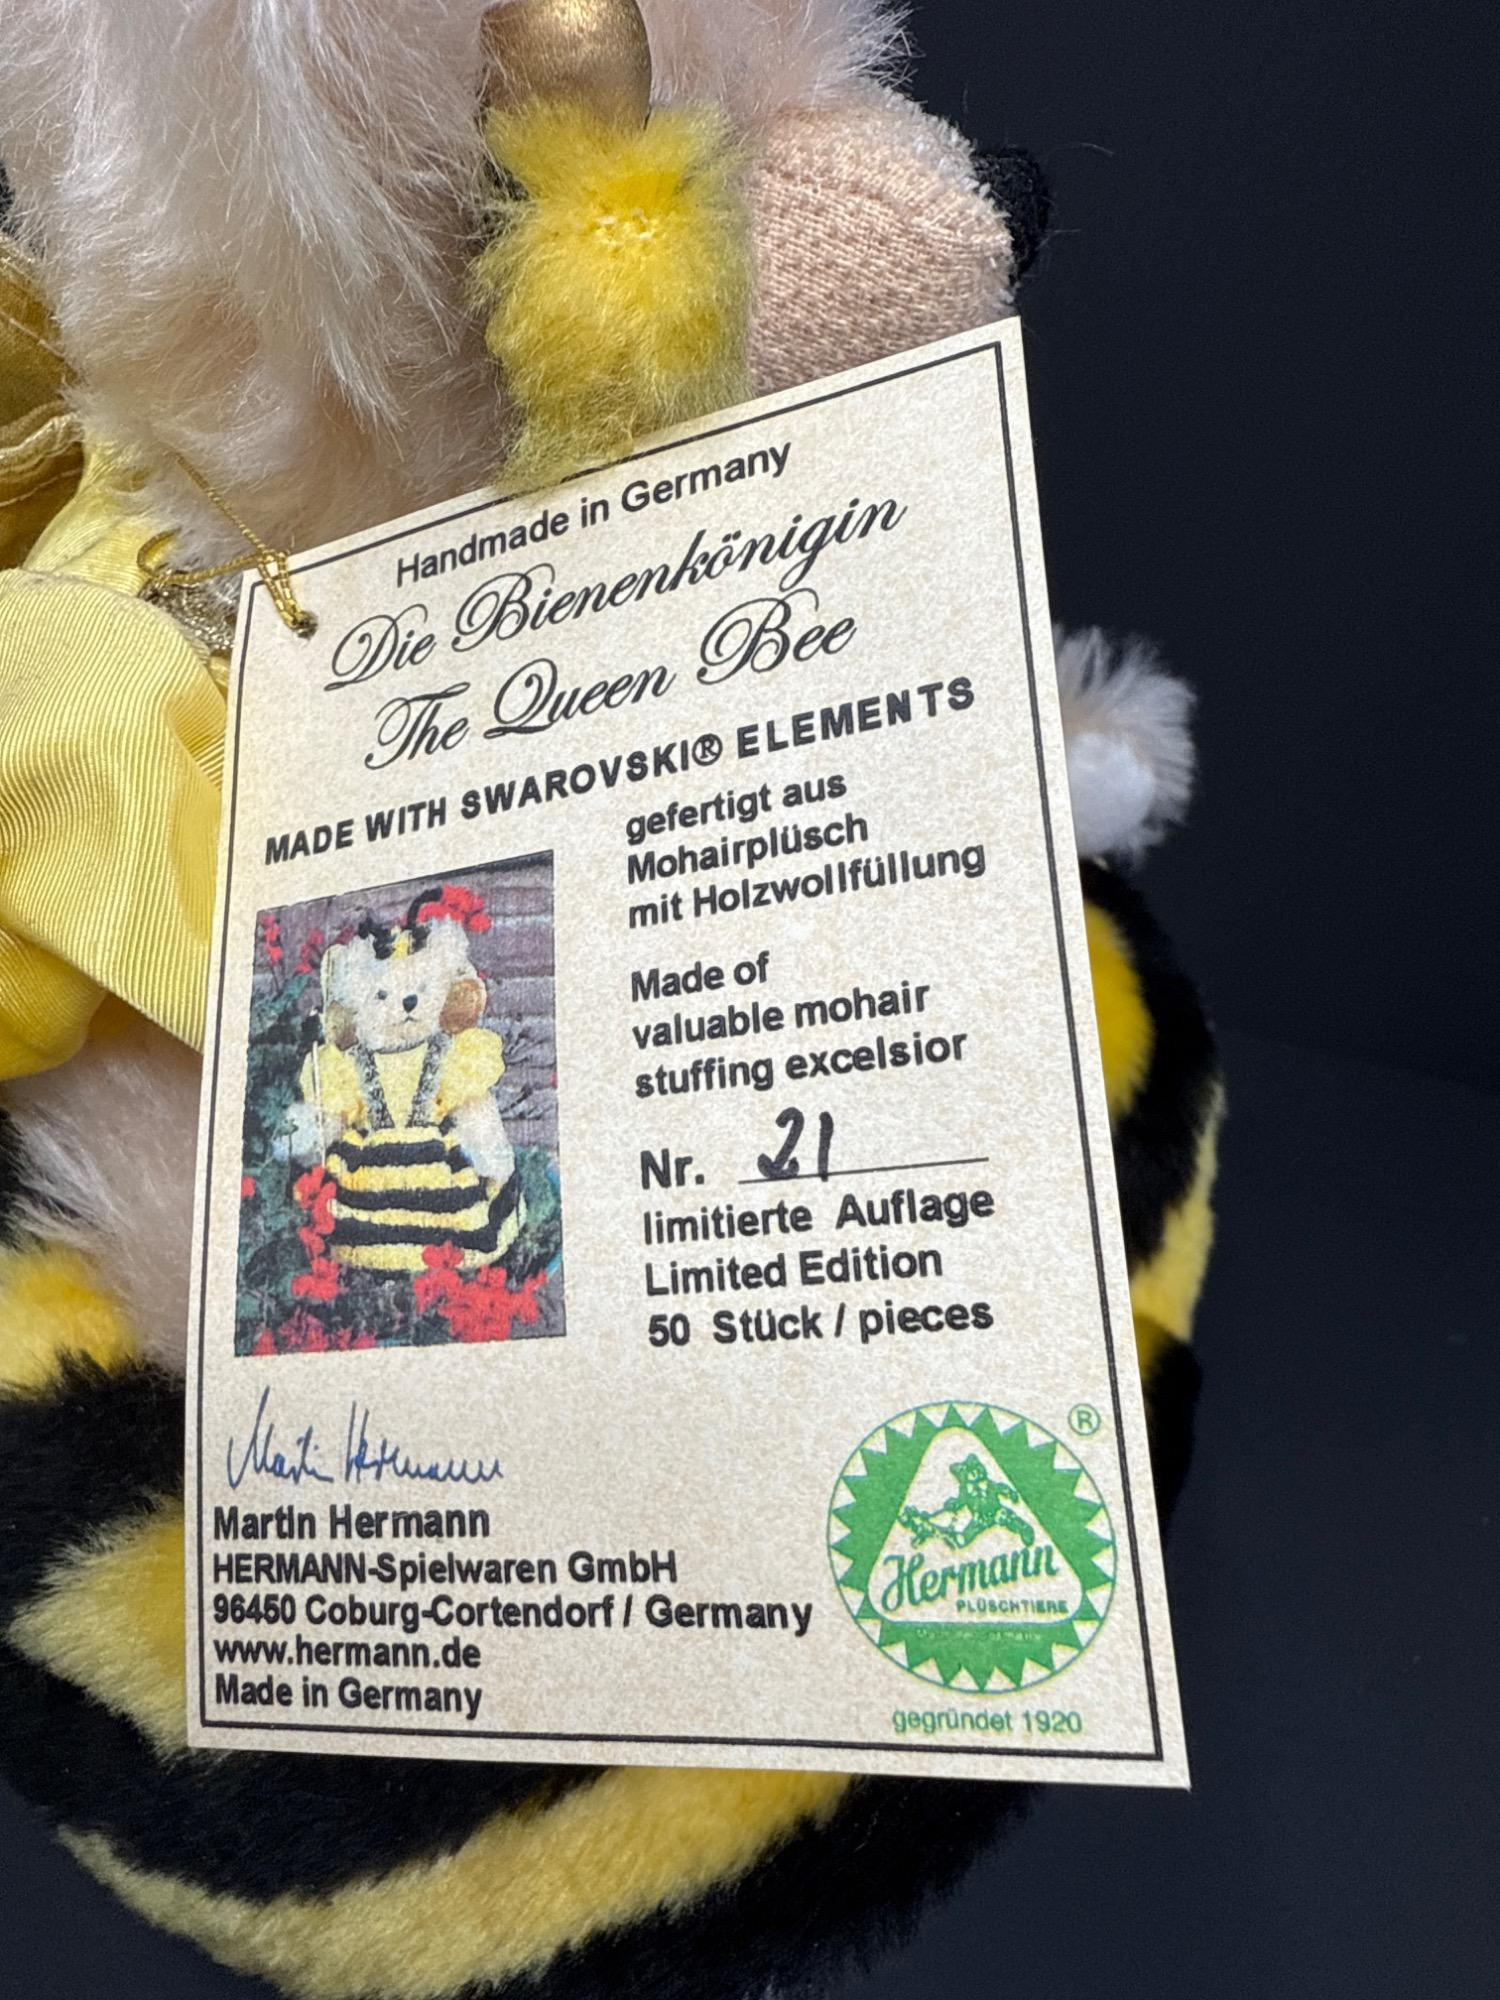 Handmade in Germany
Die Bienenkönigin
The Queen Bee
MADE WITH SWAROVSKI® ELEMENTS
gefertigt aus
Mohairplüsch
mit Holzwollfüllung
Made of
valuable mohair
stuffing excelsior
Nr. 21
limitierte Auflage
Limited Edition
50 Stück / pieces
Martin Hermann
Martin Hermann
HERMANN-Spielwaren GmbH
96450 Coburg-Cortendorf / Germany
www.hermann.de
Made in Germany
®
Hermann
PLÜSCHTIERE
gegründet 1920